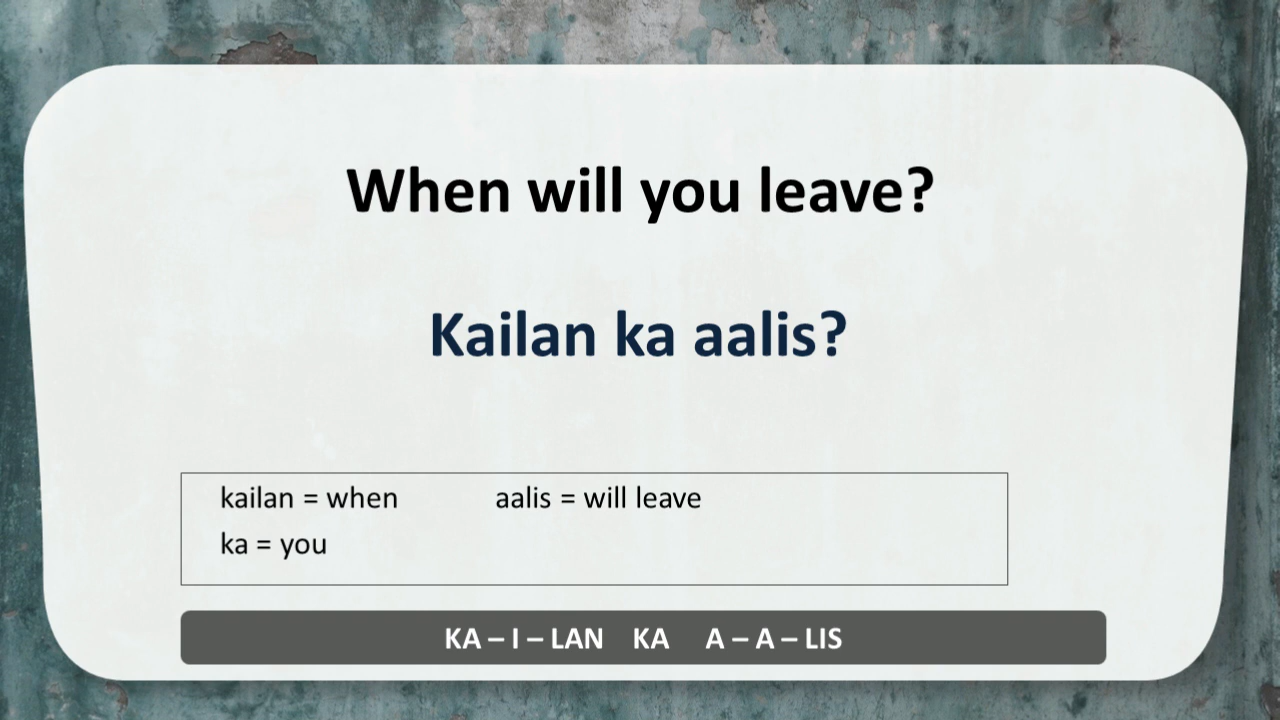 When will you leave?
Kailan ka aalis?
kailan = when aalis = will leave
ka = you
KA – I – LAN KA A – A – LIS